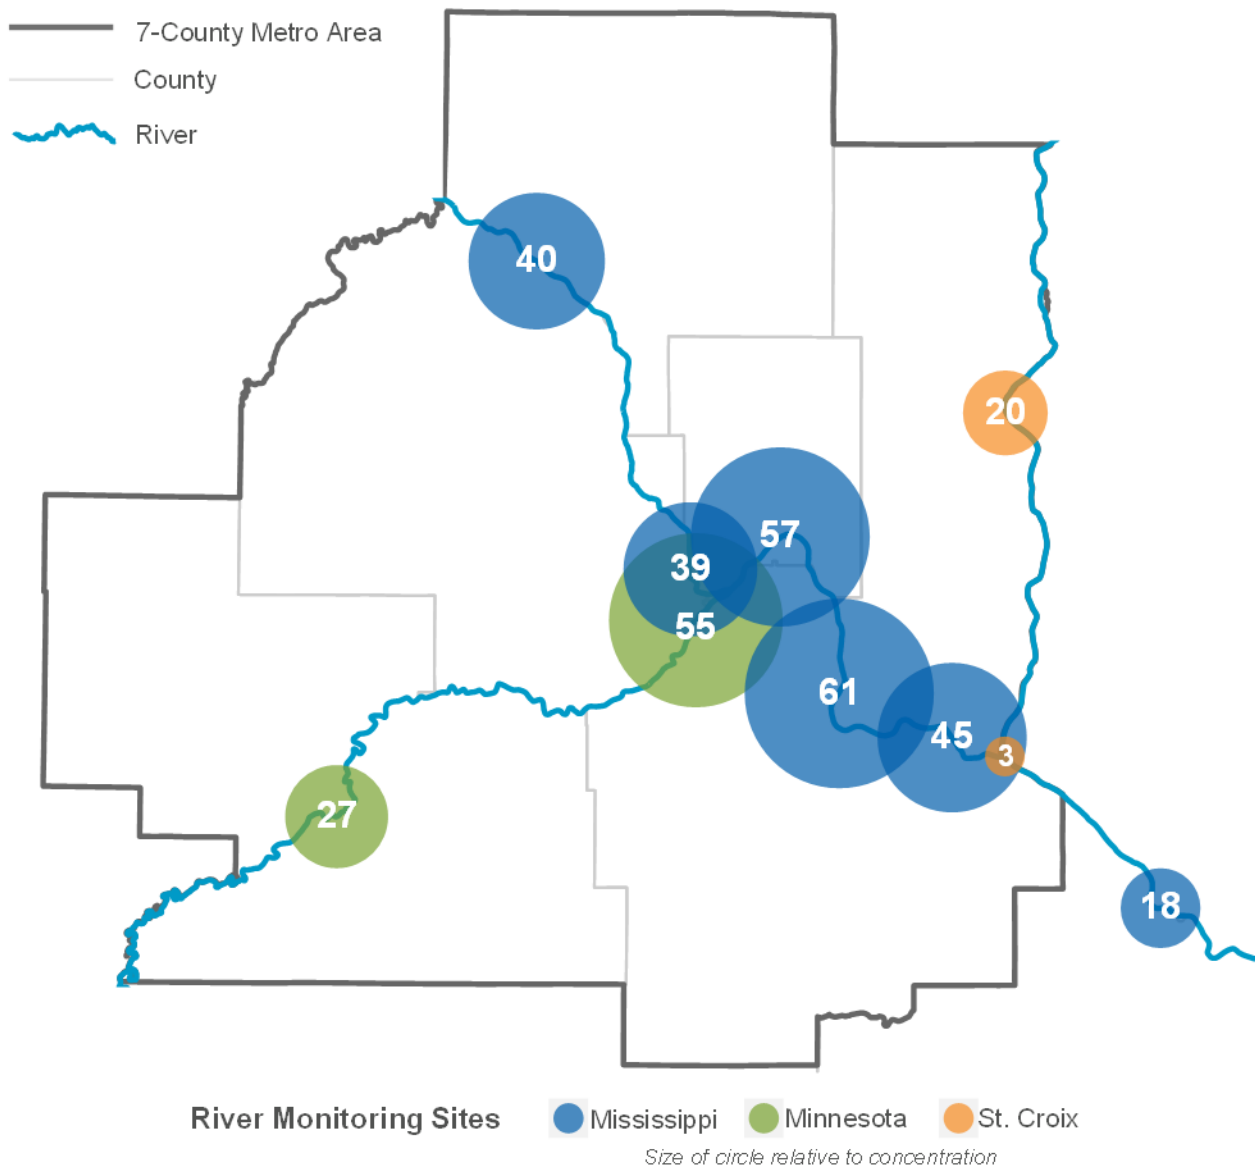 7-County Metro Area
County
River
40
20
57
39
55
61
45
3
27
18
River Monitoring Sites Mississippi Minnesota St. Croix
Size of circle relative to concentration